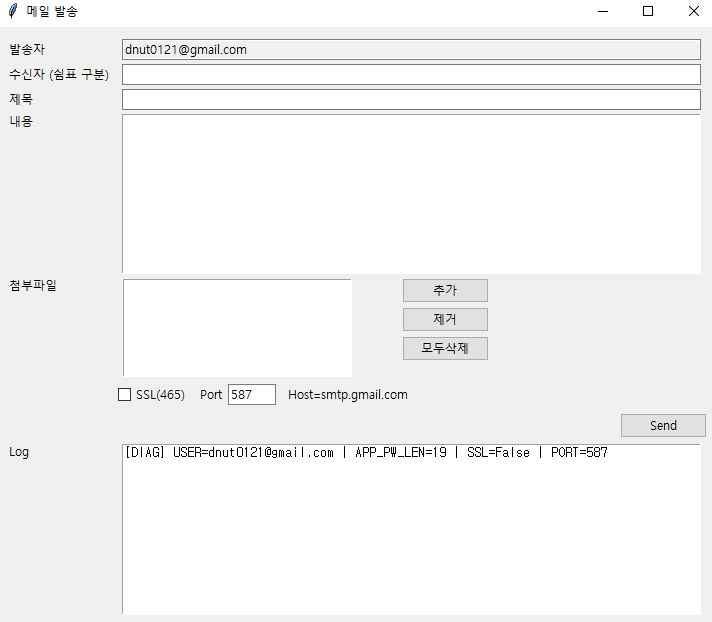 메일 발송
발송자 dnut0121@gmail.com
수신자 (쉼표 구분)
제목
내용
첨부파일
추가
제거
모두삭제
SSL(465) Port 587 Host=smtp.gmail.com
Send
Log
[DIAG] USER=dnut0121@gmail.com | APP_PW_LEN=19 | SSL=False | PORT=587